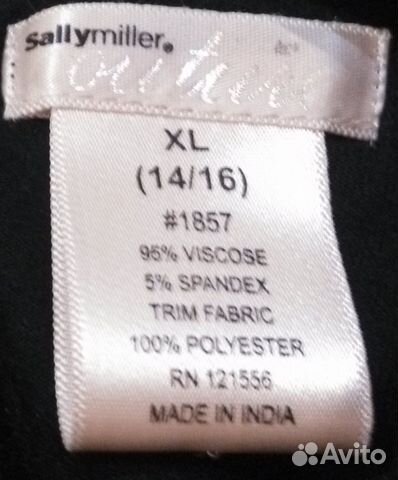 sallymiller®
XL
(14/16)
#1857
95% VISCOSE
5% SPANDEX
TRIM FABRIC
100% POLYESTER
RN 121556
MADE IN INDIA
Avito